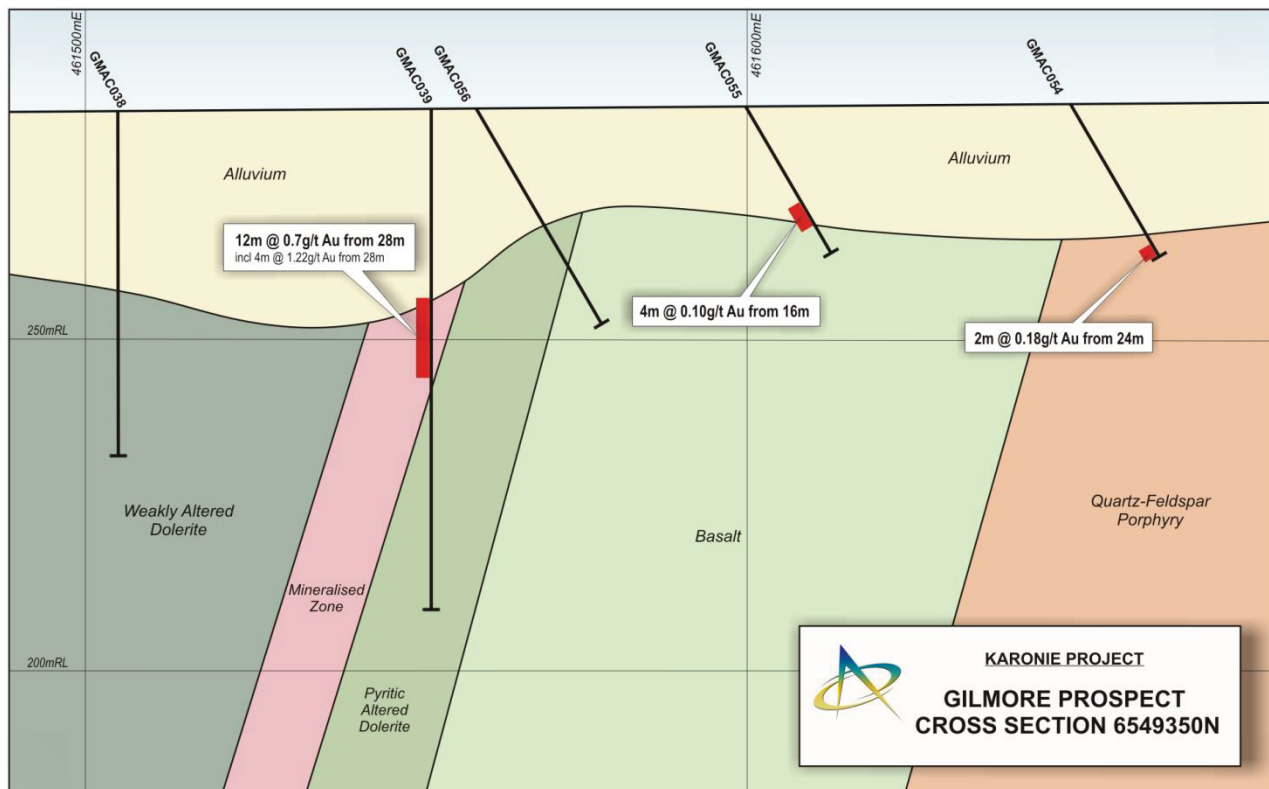 461500mE
GMAC038
GMAC039
GMAC056
GMAC055
461600mE
GMAC054
Alluvium
Alluvium
12m @ 0.7g/t Au from 28m
incl 4m @ 1.22g/t Au from 28m
4m @ 0.10g/t Au from 16m
2m @ 0.18g/t Au from 24m
250mRL
Weakly Altered
Dolerite
Mineralised
Zone
Pyritic
Altered
Dolerite
Basalt
Quartz-Feldspar
Porphyry
200mRL
KARONIE PROJECT
GILMORE PROSPECT
CROSS SECTION 6549350N